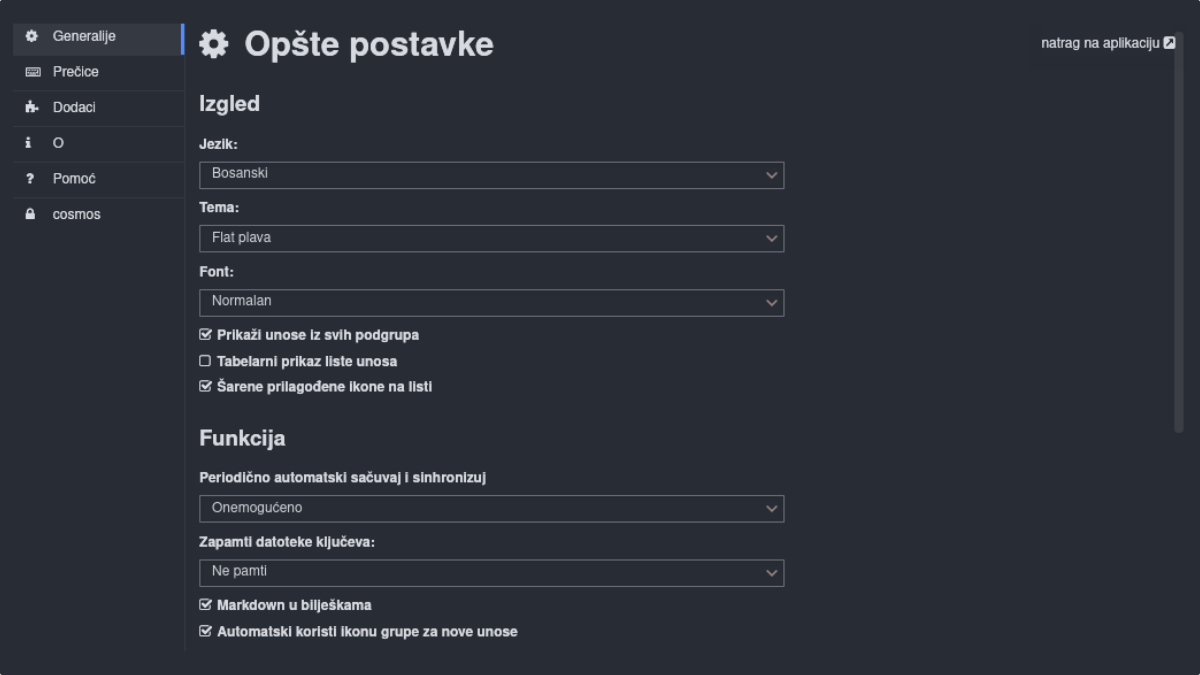 Generalije
Prečice
Dodaci
O
Pomoć
cosmos
Opšte postavke
natrag na aplikaciju
Izgled
Jezik:
Bosanski
Tema:
Flat plava
Font:
Normalan
Prikaži unose iz svih podgrupa
Tabelarni prikaz liste unosa
Šarene prilagođene ikone na listi
Funkcija
Periodično automatski sačuvaj i sinhronizuj
Onemogućeno
Zapamti datoteke ključeva:
Ne pamti
Markdown u bilješkama
Automatski koristi ikonu grupe za nove unose